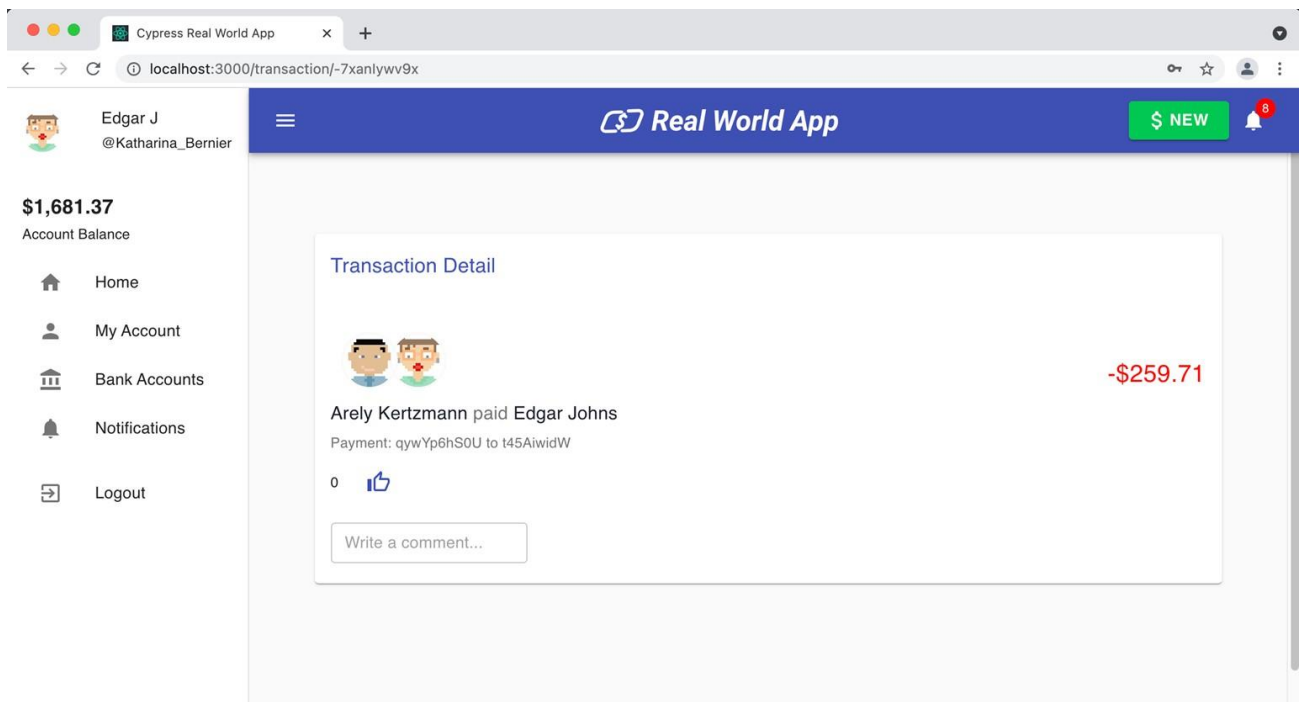 Cypress Real World App
localhost:3000/transaction/-7xanlywv9x
Edgar J
@Katharina_Bernier
Real World App
$ NEW
8
$1,681.37
Account Balance
Home
My Account
Bank Accounts
Notifications
Logout
Transaction Detail
-$259.71
Arely Kertzmann paid Edgar Johns
Payment: qywYp6hS0U to t45AiwidW
0
Write a comment...